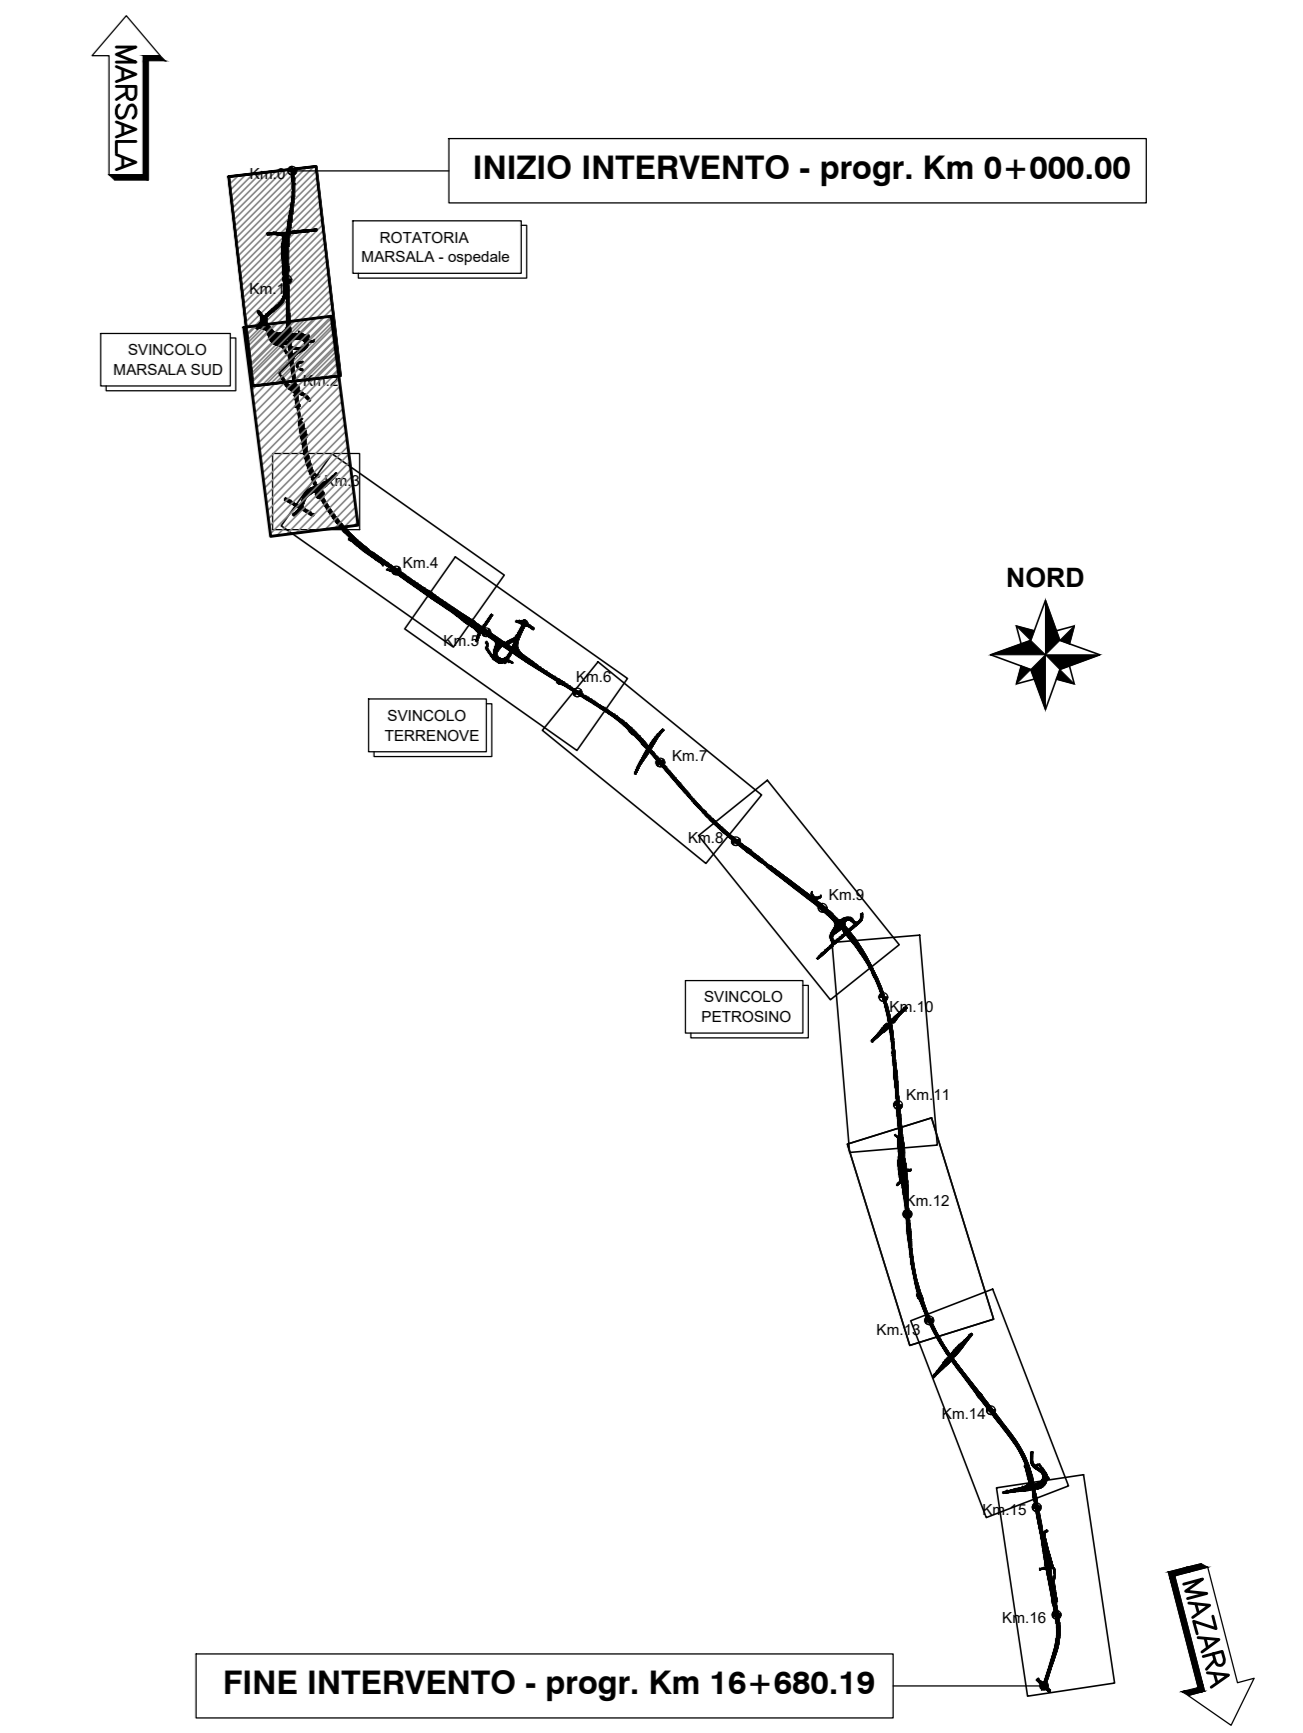 MARSALA
Km.0
INIZIO INTERVENTO - progr. Km 0+000.00
ROTATORIA
MARSALA - ospedale
Km.1
SVINCOLO
MARSALA SUD
Km.2
Km.3
Km.4
NORD
Km.5
Km.6
SVINCOLO
TERRENOVE
Km.7
Km.8
Km.9
SVINCOLO
PETROSINO
Km.10
Km.11
Km.12
Km.13
Km.14
Km.15
Km.16
MAZARA
FINE INTERVENTO - progr. Km 16+680.19